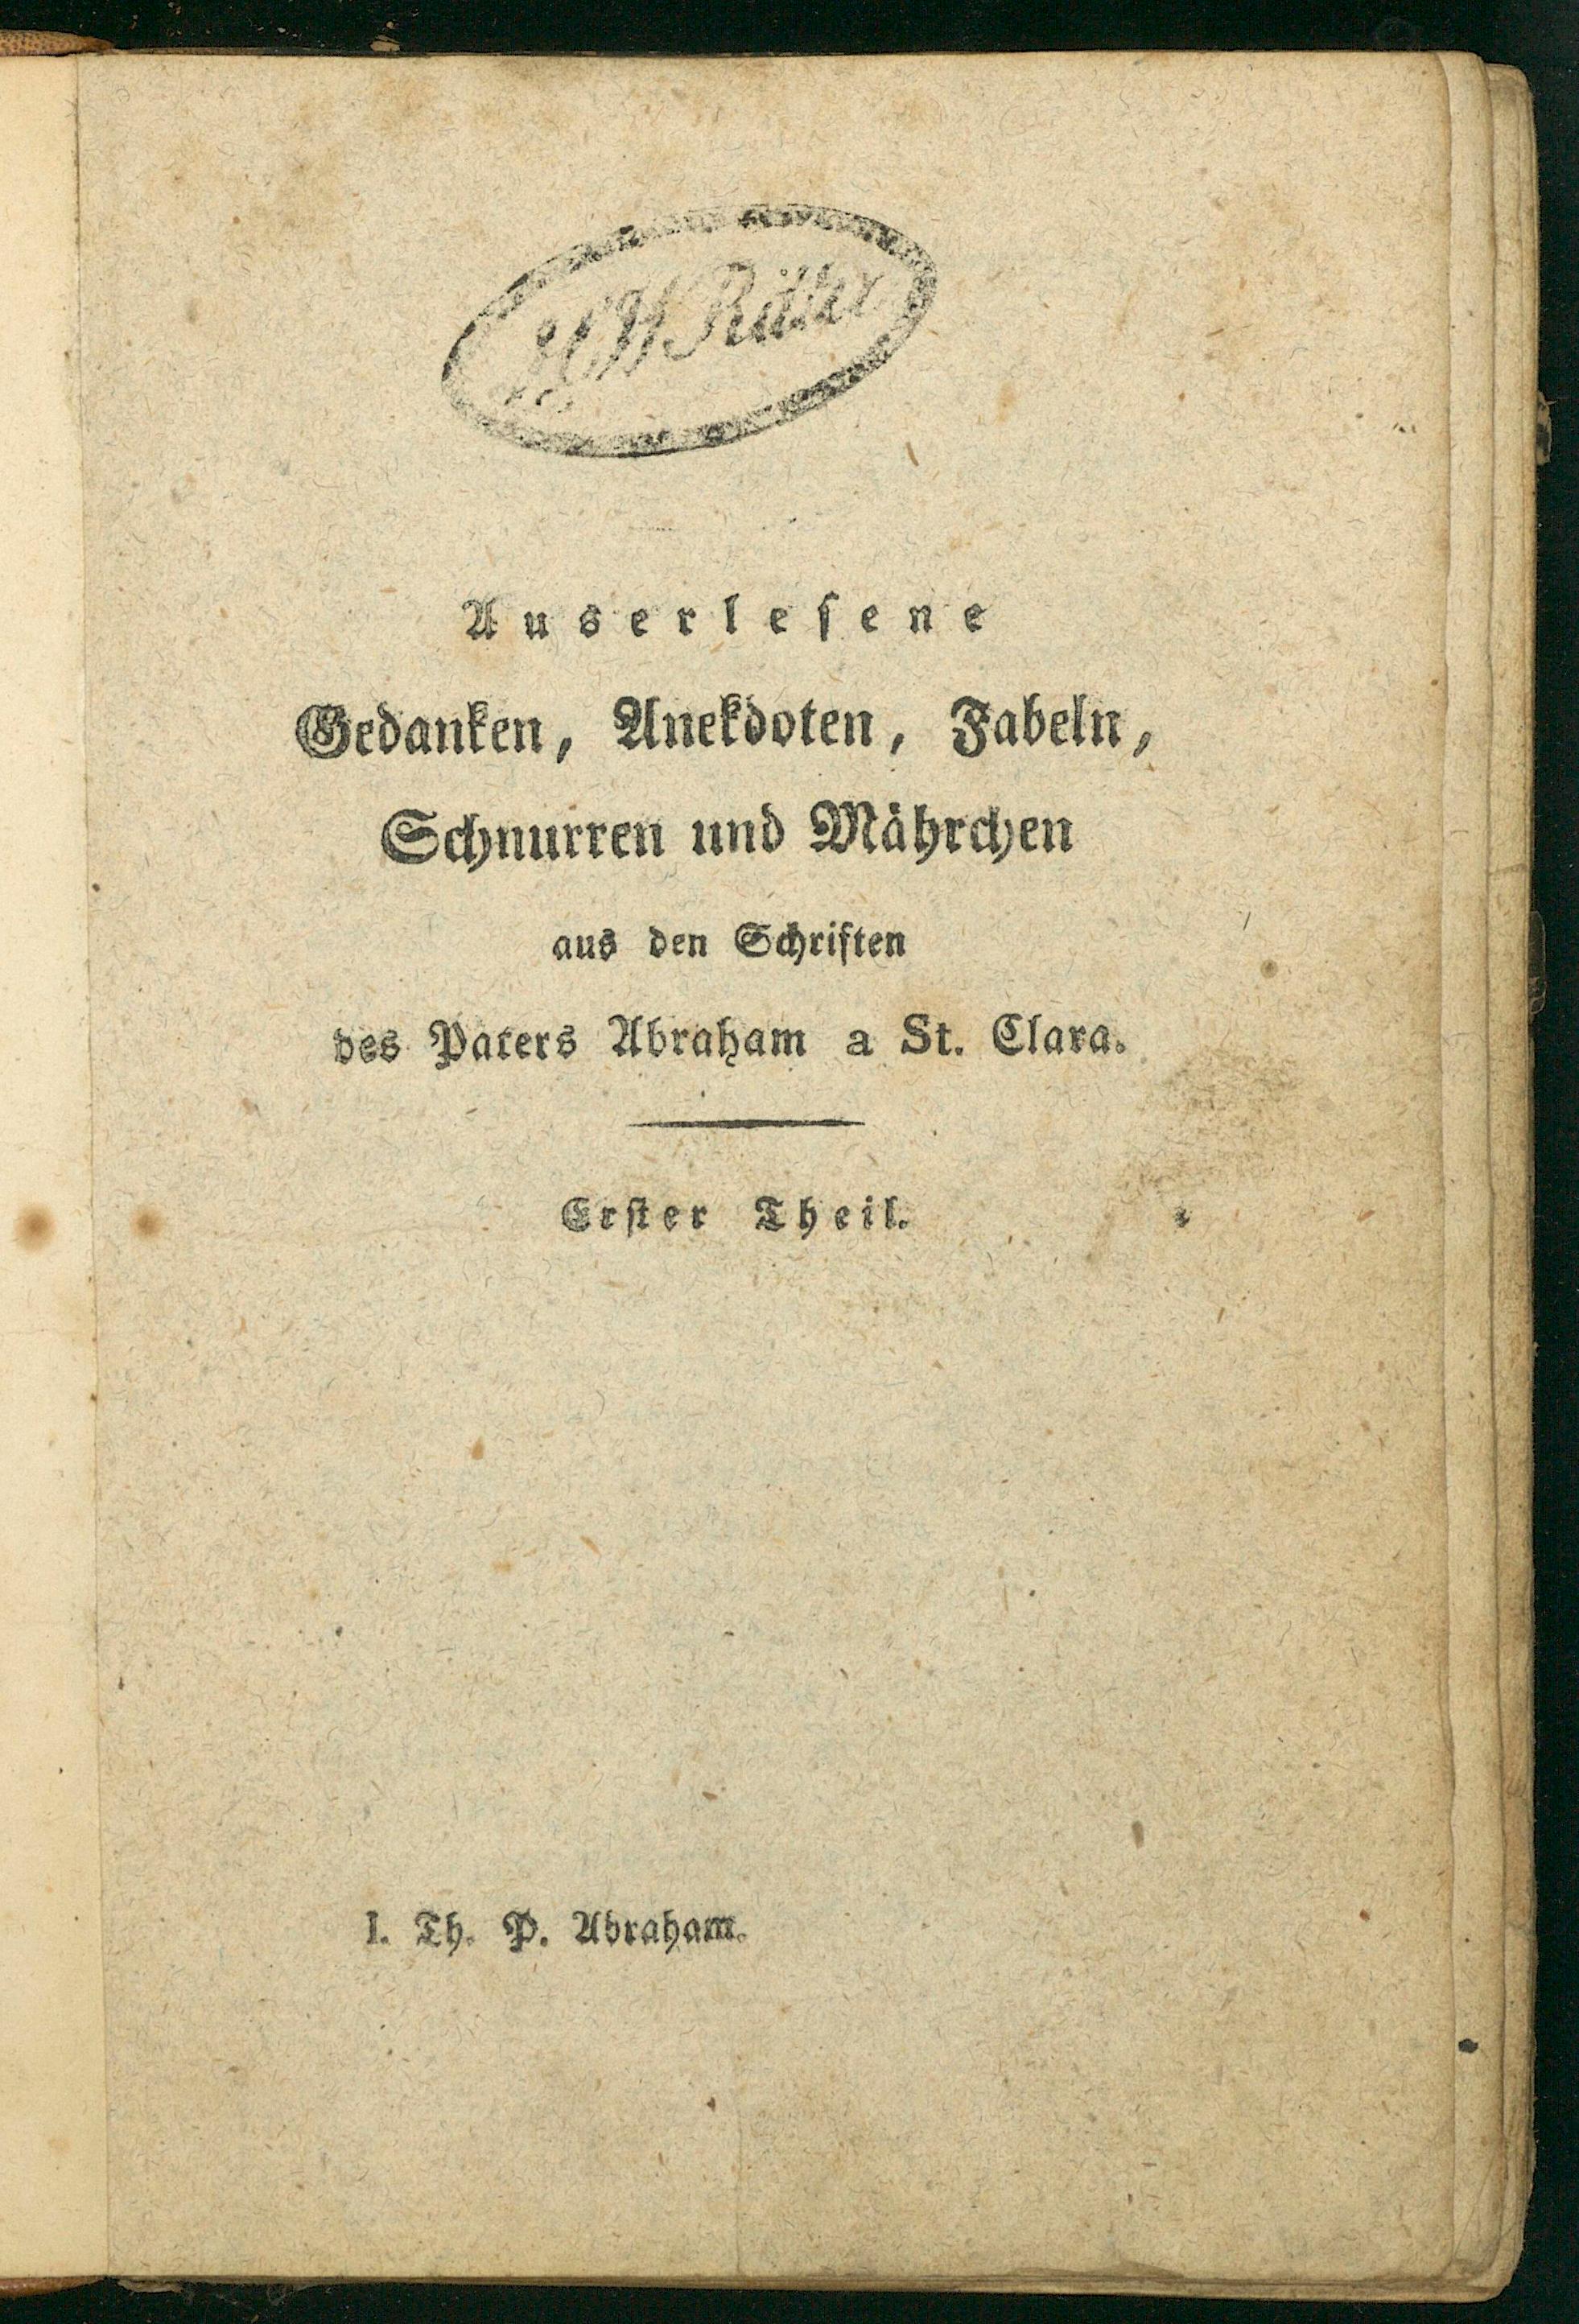 Ritter
Auserlesene
Gedanken, Anekdoten, Fabeln,
Schnurren und Mährchen
aus den Schriften
des Paters Abraham a St. Clara.
Erster Theil.
I. Th. P. Abraham.